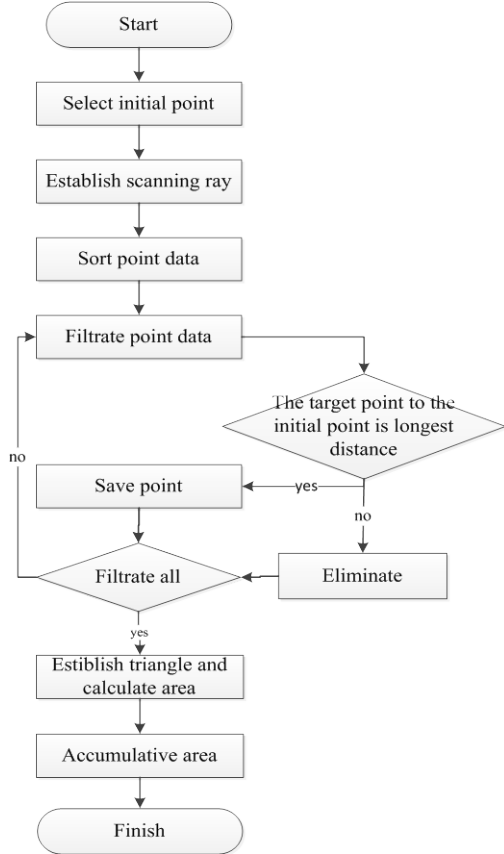 Start
Select initial point
Establish scanning ray
Sort point data
Filtrate point data
The target point to the
initial point is longest
distance
no
Save point
yes
no
Filtrate all
Eliminate
yes
Estiblish triangle and
calculate area
Accumulative area
Finish